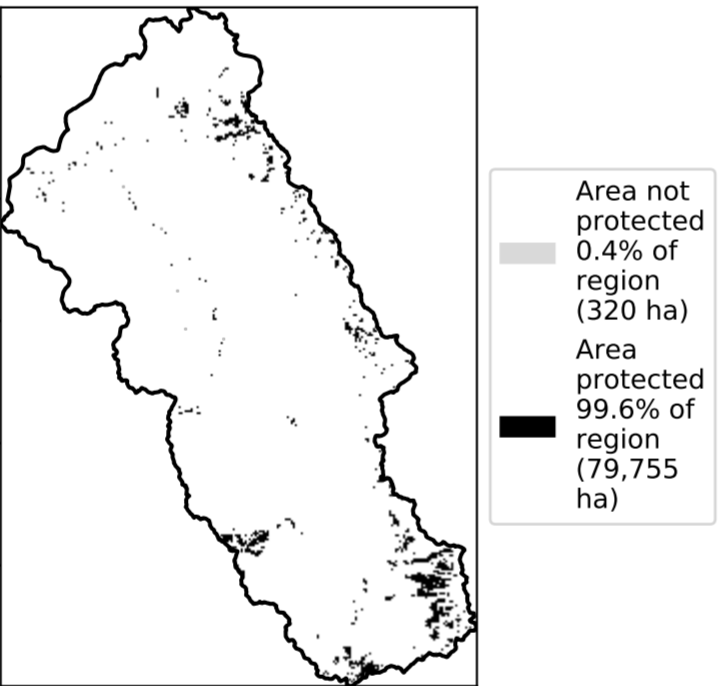 Area not
protected
0.4% of
region
(320 ha)
Area
protected
99.6% of
region
(79,755
ha)